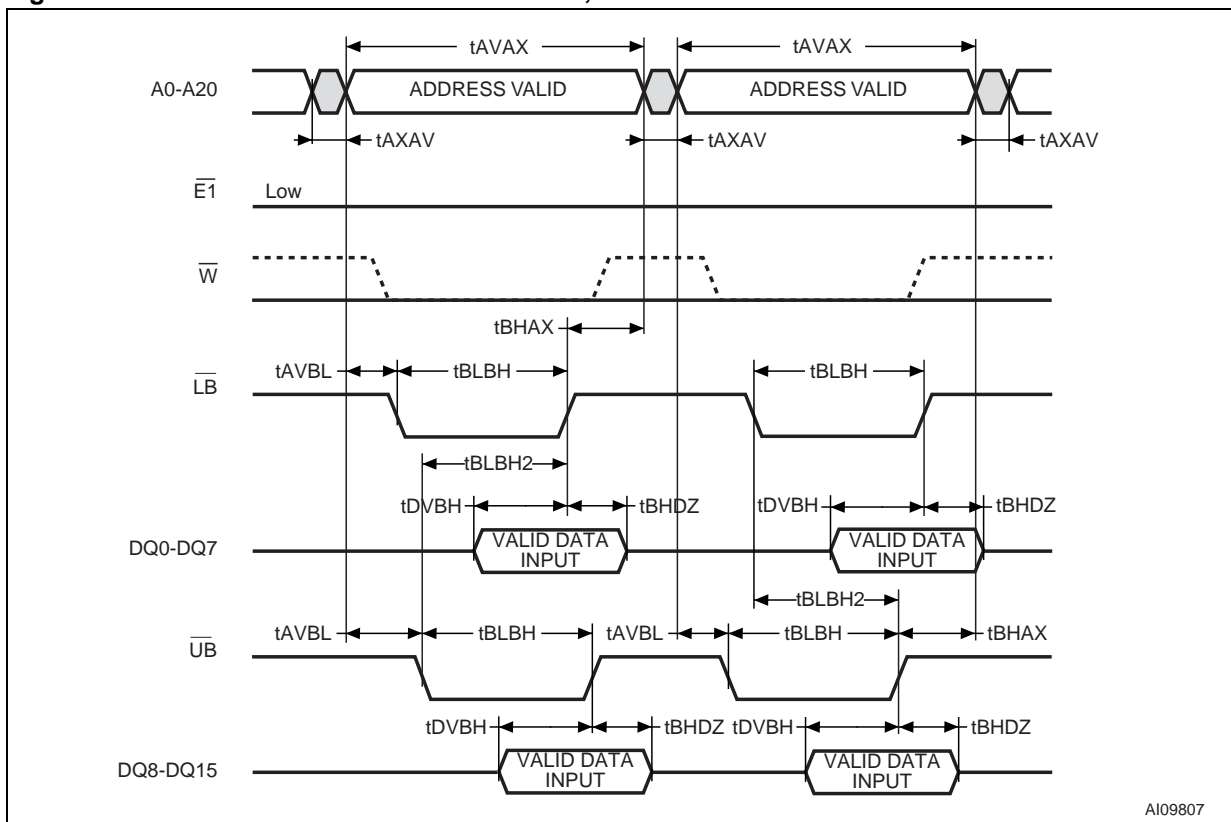 tAVAX tAVAX
A0-A20 ADDRESS VALID ADDRESS VALID
tAXAV tAXAV tAXAV
E1 Low
W
tBHAX
tAVBL tBLBH tBLBH
LB
tBLBH2
tDVBH tBHDZ tDVBH tBHDZ
DQ0-DQ7 VALID DATA INPUT VALID DATA INPUT
tBLBH2
tAVBL tBLBH tAVBL tBLBH tBHAX
UB
tDVBH tBHDZ tDVBH tBHDZ
DQ8-DQ15 VALID DATA INPUT VALID DATA INPUT
AI09807